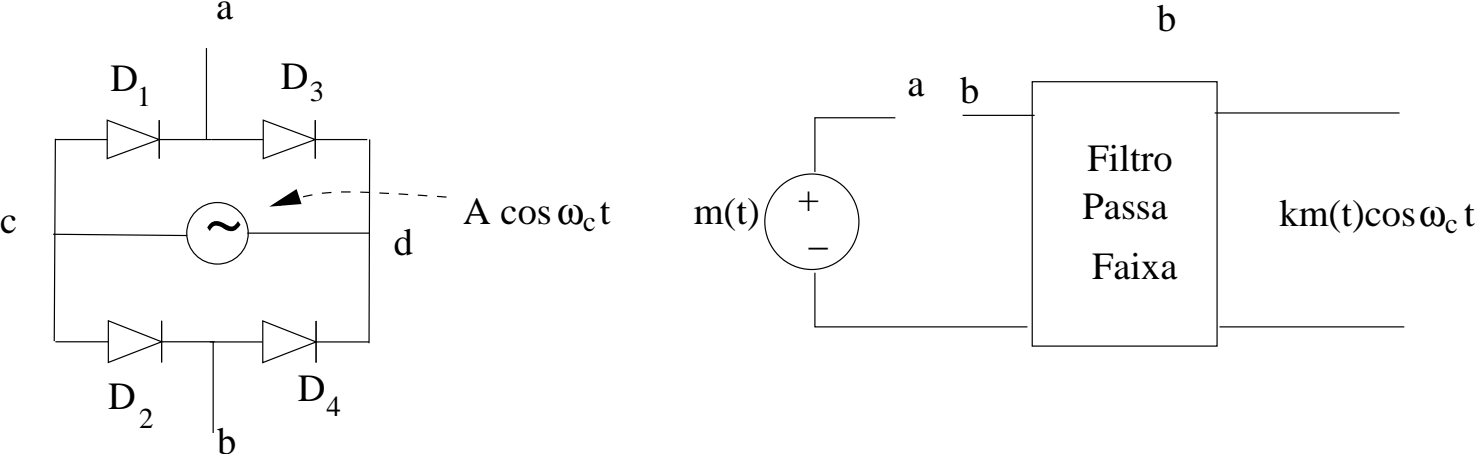 a
D1
D3
c
A cos ωc t
d
D2
D4
b
b
a
b
m(t)
+
−
Filtro
Passa
Faixa
km(t)cos ωc t